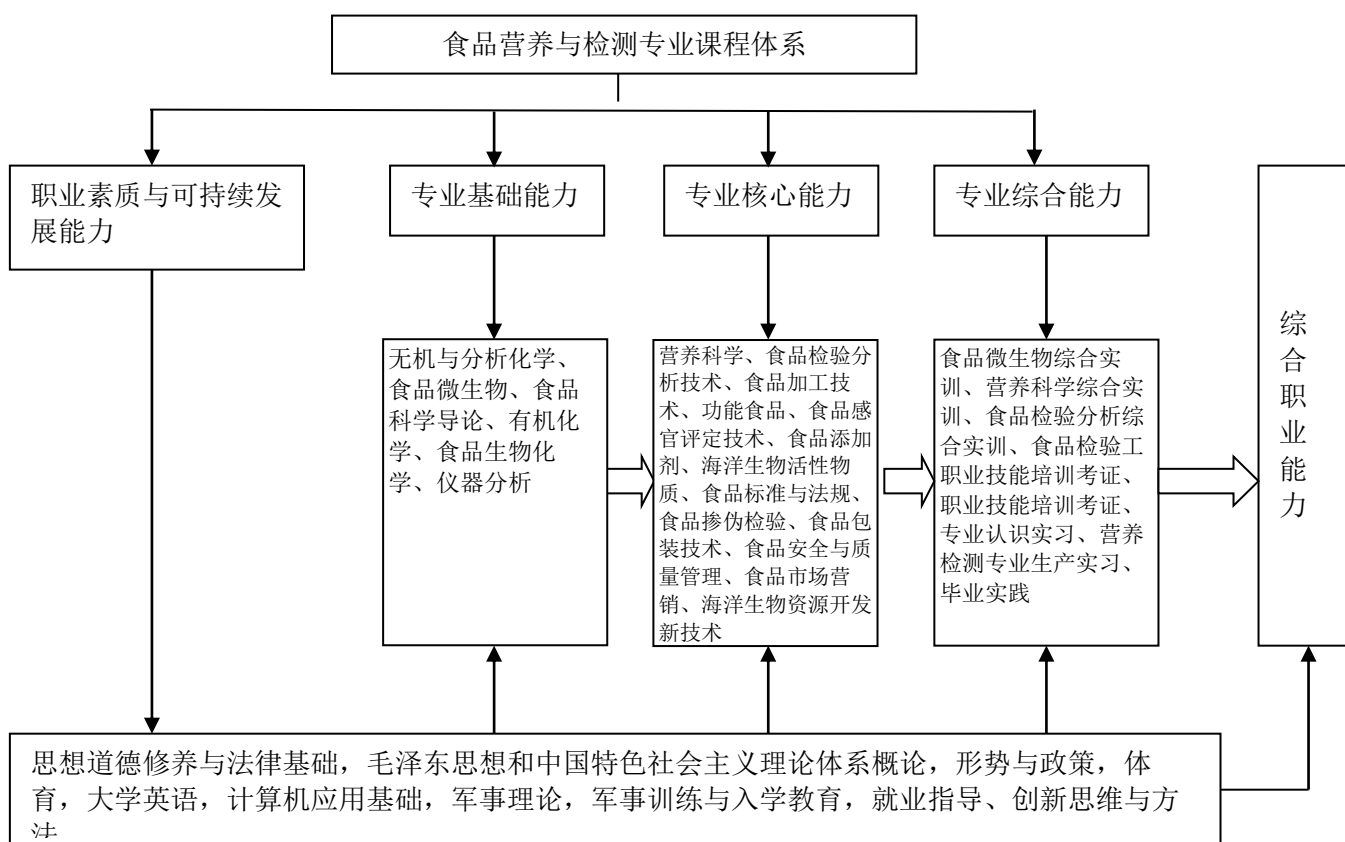 食品营养与检测专业课程体系
职业素质与可持续发
展能力
专业基础能力
专业核心能力
专业综合能力
无机与分析化学、
食品微生物、食品
科学导论、有机化
学、食品生物化
学、仪器分析
营养科学、食品检验分
析技术、食品加工技
术、功能食品、食品感
官评定技术、食品添加
剂、海洋生物活性物
质、食品标准与法规、
食品掺伪检验、食品包
装技术、食品安全与质
量管理、食品市场营
销、海洋生物资源开发
新技术
食品微生物综合实
训、营养科学综合实
训、食品检验分析综
合实训、食品检验工
职业技能培训考证、
职业技能培训考证、
专业认识实习、营养
检测专业生产实习、
毕业实践
综合职业能力
思想道德修养与法律基础，毛泽东思想和中国特色社会主义理论体系概论，形势与政策，体
育，大学英语，计算机应用基础，军事理论，军事训练与入学教育，就业指导、创新思维与方
法